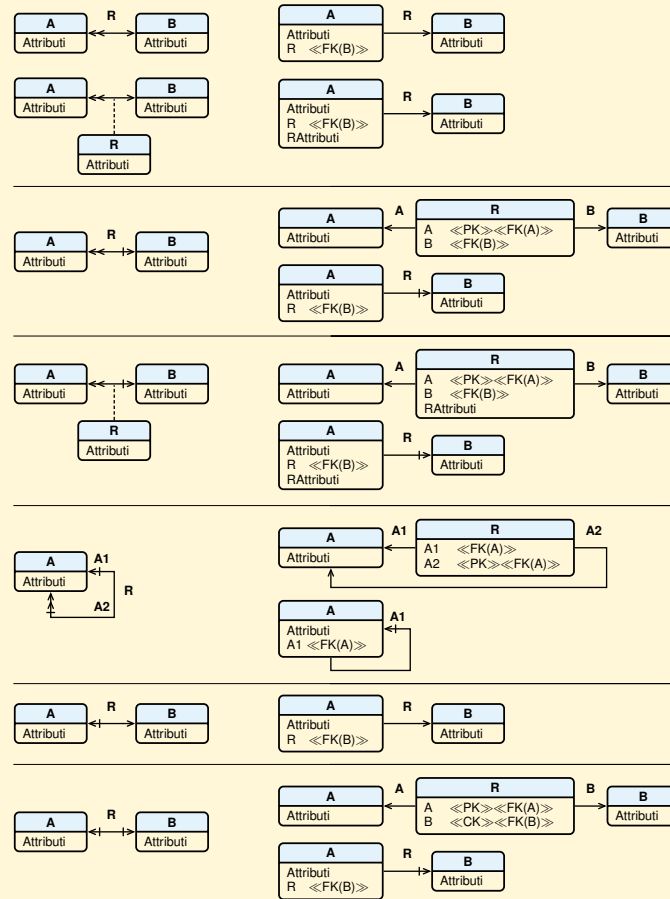 A
Attributi
R
B
Attributi
A
Attributi
R ≪FK(B)≫
R
B
Attributi
A
Attributi
B
Attributi
R
Attributi
A
Attributi
R ≪FK(B)≫
RAttributi
R
B
Attributi
A
Attributi
R
B
Attributi
A
Attributi
A
R
A ≪PK≫≪FK(A)≫
B ≪FK(B)≫
B
B
Attributi
A
Attributi
R ≪FK(B)≫
R
B
Attributi
A
Attributi
B
Attributi
R
Attributi
A
Attributi
A
R
A ≪PK≫≪FK(A)≫
B ≪FK(B)≫
RAttributi
B
B
Attributi
A
Attributi
R ≪FK(B)≫
RAttributi
R
B
Attributi
A
Attributi
A1
R
A2
A
Attributi
A1
R
A1 ≪FK(A)≫
A2 ≪PK≫≪FK(A)≫
A2
A
Attributi
A1 ≪FK(A)≫
A1
A
Attributi
R
B
Attributi
A
Attributi
R ≪FK(B)≫
R
B
Attributi
A
Attributi
R
B
Attributi
A
Attributi
A
R
A ≪PK≫≪FK(A)≫
B ≪CK≫≪FK(B)≫
B
B
Attributi
A
Attributi
R ≪FK(B)≫
R
B
Attributi